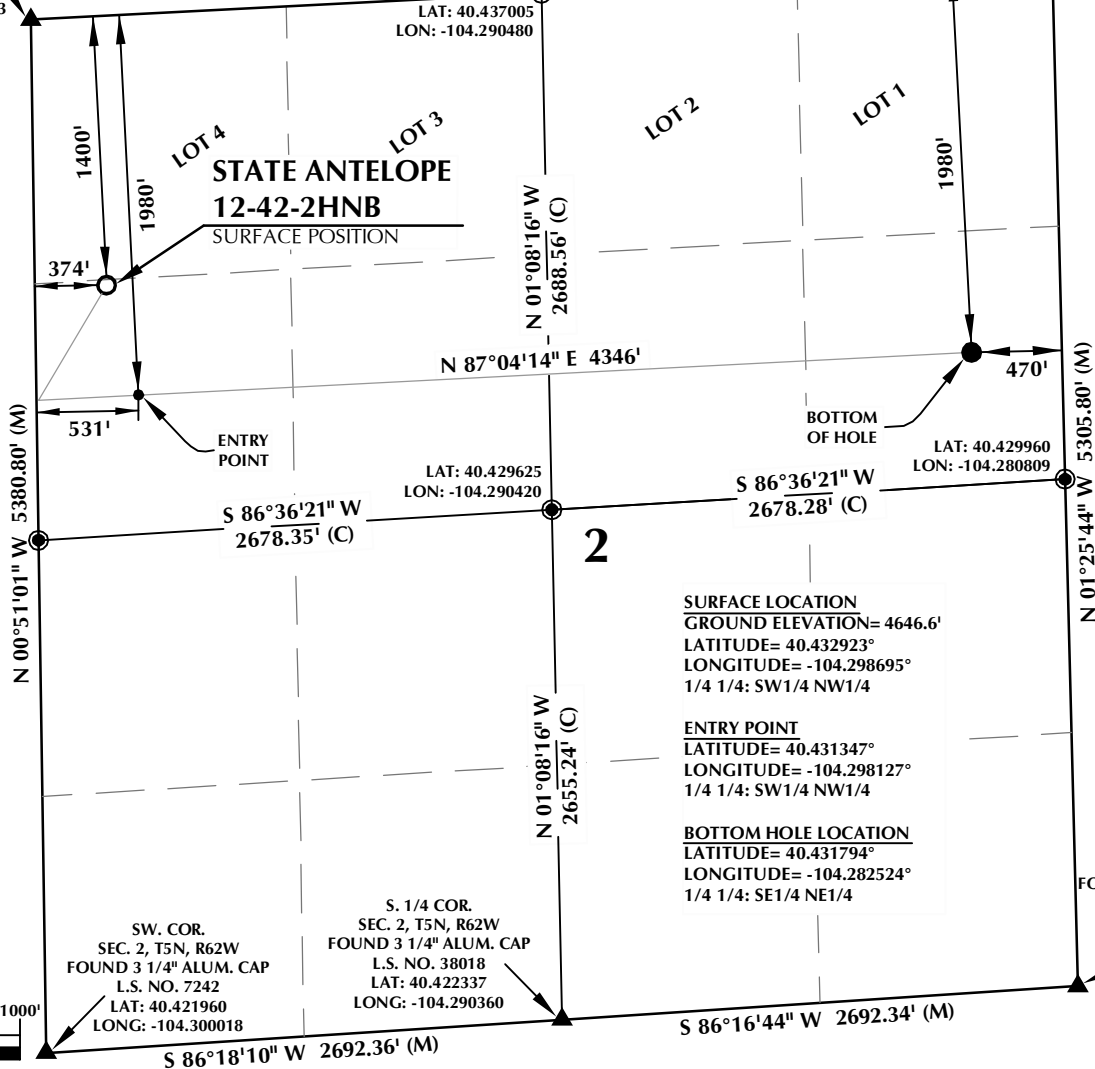 3
LAT: 40.437005
LON: -104.290480
LOT 4
LOT 3
LOT 2
LOT 1
1400'
1980'
1980'
STATE ANTELOPE
12-42-2HNB
SURFACE POSITION
N 01°08'16" W
2688.56' (C)
374'
N 87°04'14" E 4346'
470'
531'
ENTRY
POINT
BOTTOM
OF HOLE
N 00°51'01" W 5380.80' (M)
N 01°25'44" W 5305.80' (M)
LAT: 40.429625
LON: -104.290420
LAT: 40.429960
LON: -104.280809
S 86°36'21" W
2678.35' (C)
S 86°36'21" W
2678.28' (C)
2
SURFACE LOCATION
GROUND ELEVATION= 4646.6'
LATITUDE= 40.432923°
LONGITUDE= -104.298695°
1/4 1/4: SW1/4 NW1/4
ENTRY POINT
LATITUDE= 40.431347°
LONGITUDE= -104.298127°
1/4 1/4: SW1/4 NW1/4
BOTTOM HOLE LOCATION
LATITUDE= 40.431794°
LONGITUDE= -104.282524°
1/4 1/4: SE1/4 NE1/4
N 01°08'16" W
2655.24' (C)
SW. COR.
SEC. 2, T5N, R62W
FOUND 3 1/4" ALUM. CAP
L.S. NO. 7242
LAT: 40.421960
LONG: -104.300018
S. 1/4 COR.
SEC. 2, T5N, R62W
FOUND 3 1/4" ALUM. CAP
L.S. NO. 38018
LAT: 40.422337
LONG: -104.290360
FO
1000'
S 86°18'10" W 2692.36' (M)
S 86°16'44" W 2692.34' (M)